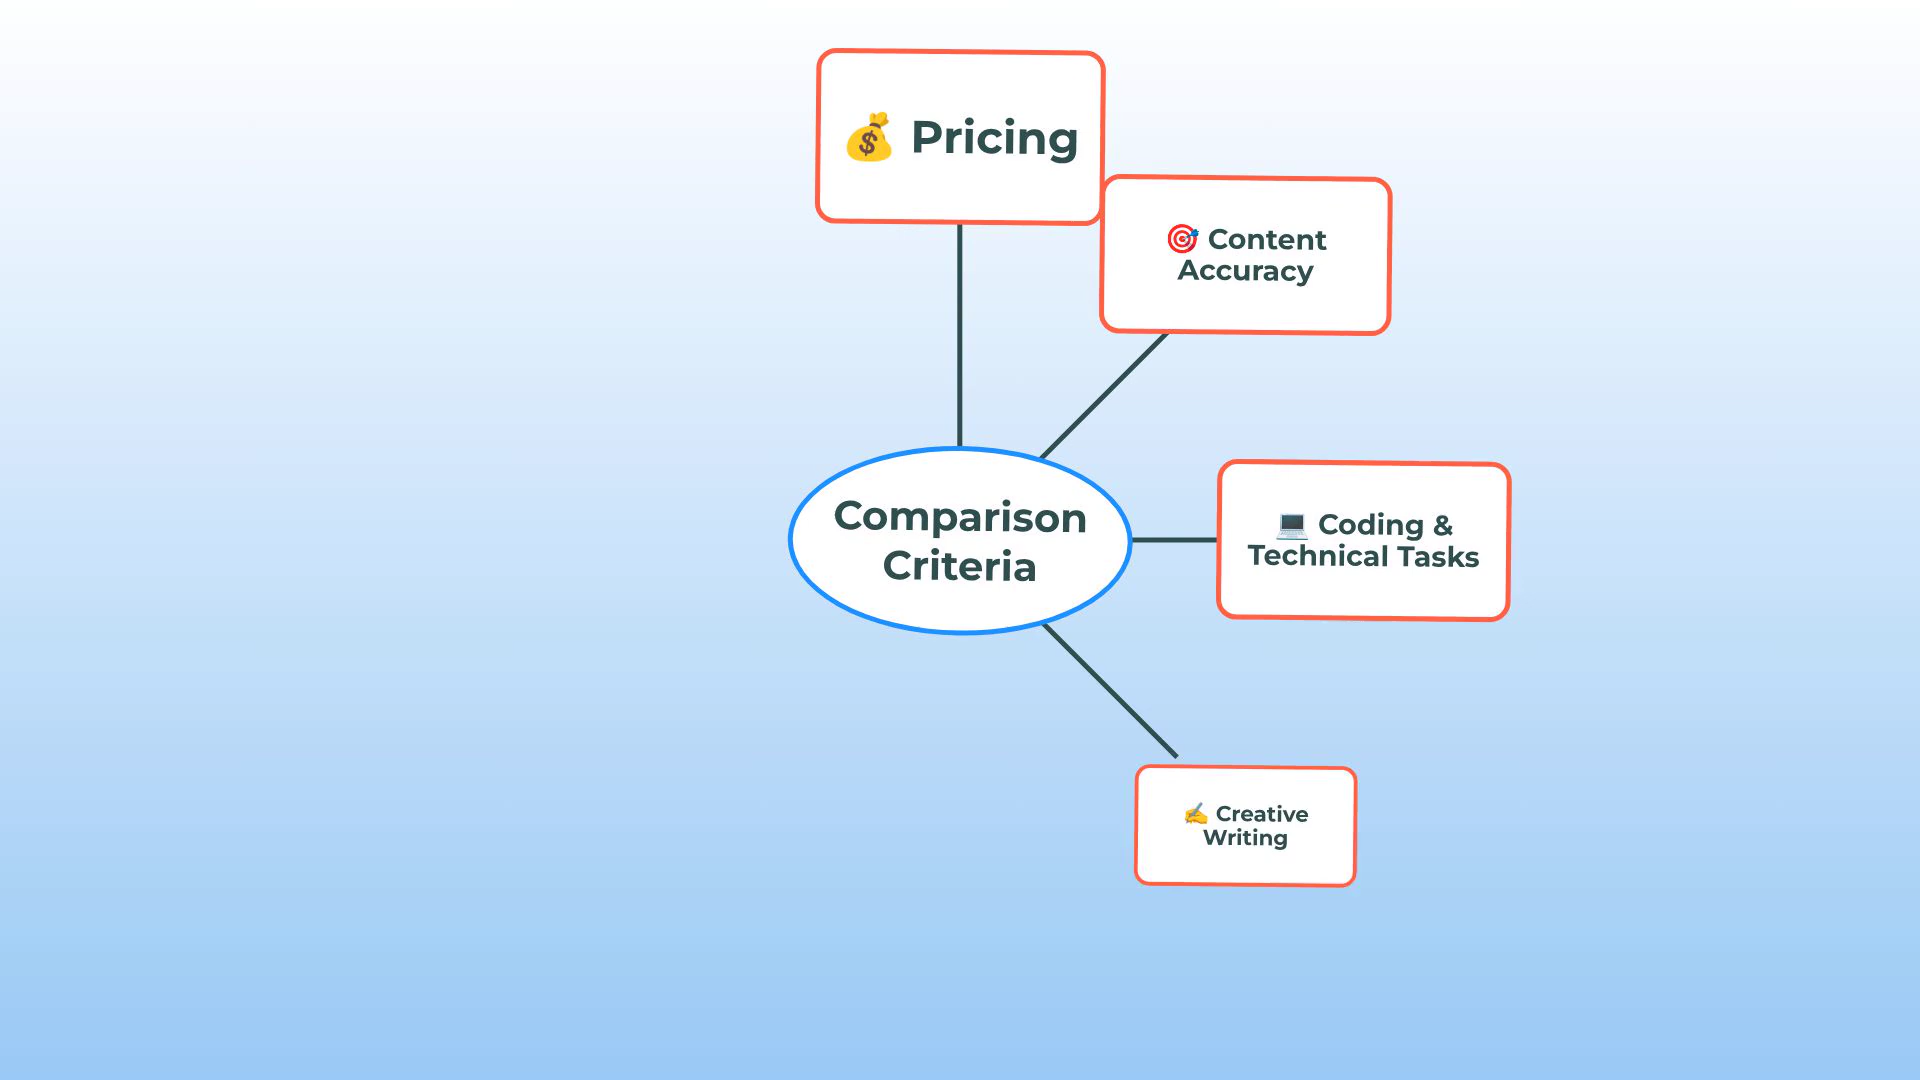 💰 Pricing
🎯 Content
Accuracy
Comparison
Criteria
💻 Coding &
Technical Tasks
✍️ Creative
Writing